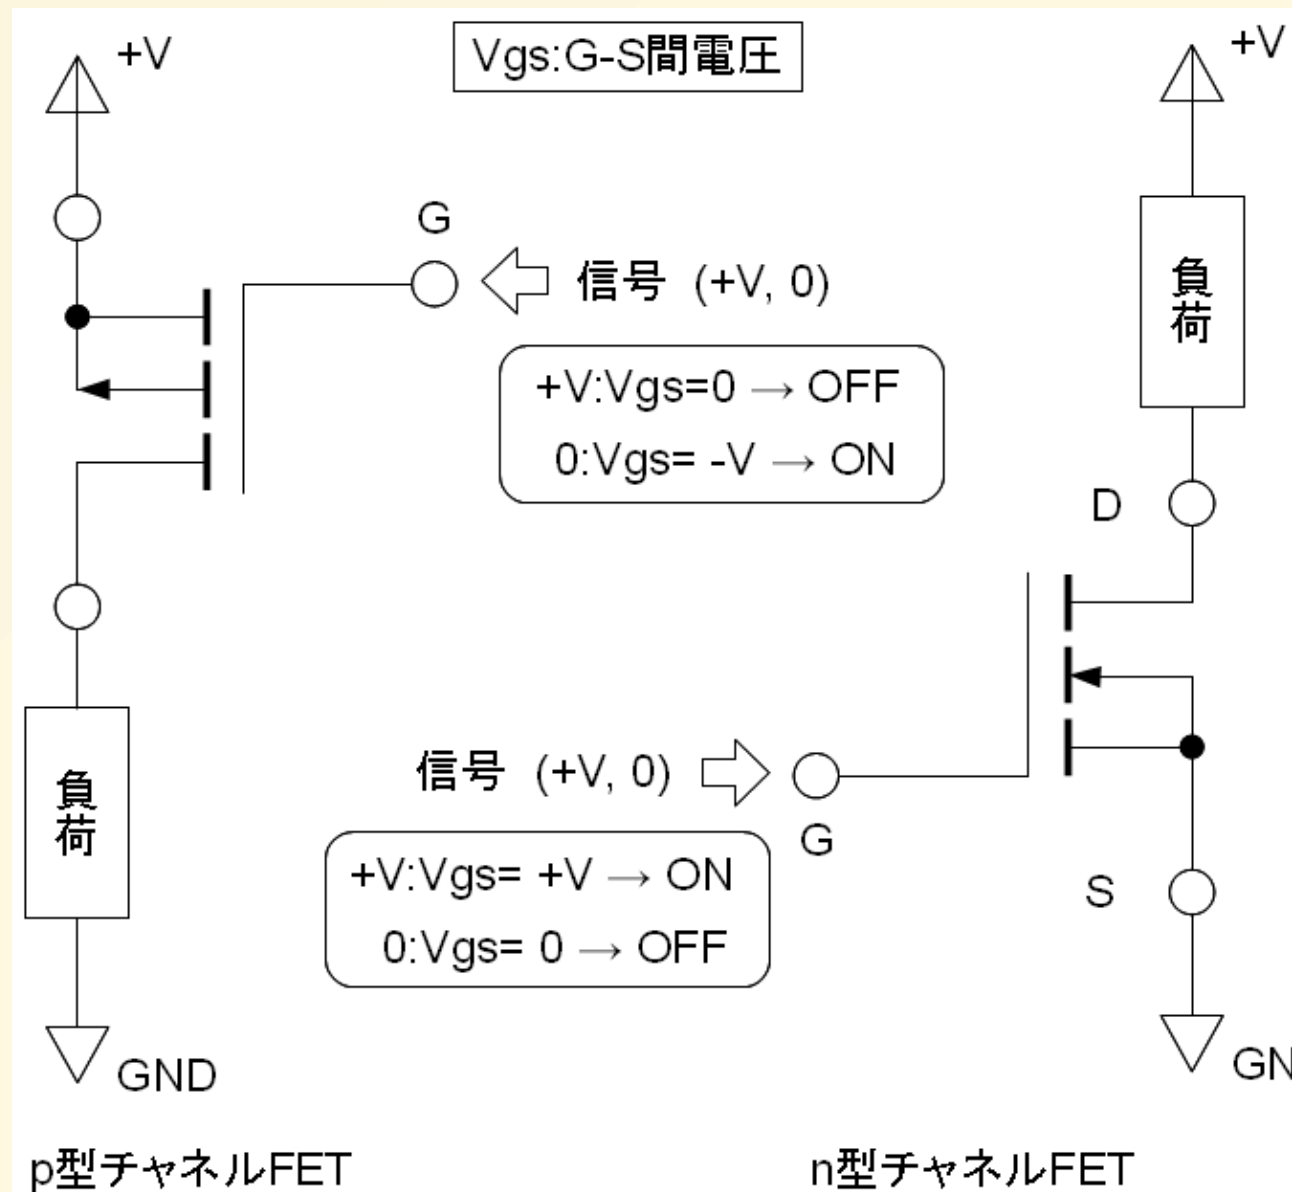 +V
Vgs:G-S間電圧
+V
G
信号 (+V, 0)
+V:Vgs=0 → OFF
0:Vgs= -V → ON
負荷
D
信号 (+V, 0)
G
+V:Vgs= +V → ON
0:Vgs= 0 → OFF
S
負荷
GND
GN
p型チャネルFET
n型チャネルFET